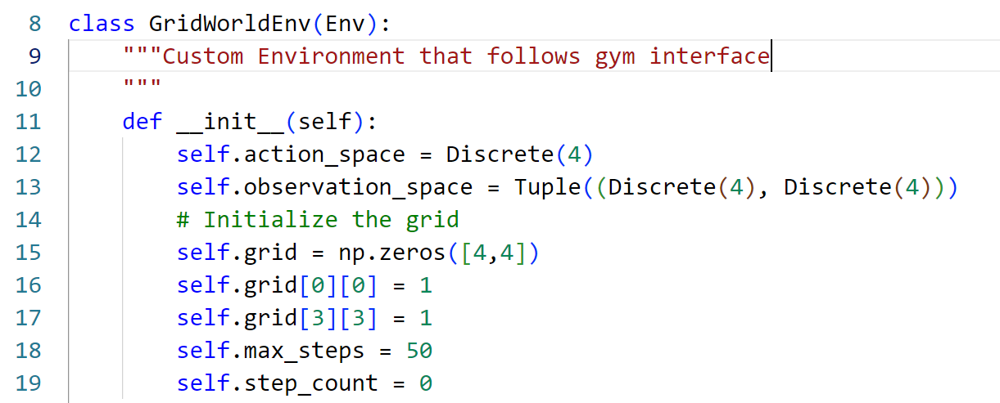 8 class GridWorldEnv(Env):
9     """Custom Environment that follows gym interface
10     """
11     def __init__(self):
12         self.action_space = Discrete(4)
13         self.observation_space = Tuple((Discrete(4), Discrete(4)))
14         # Initialize the grid
15         self.grid = np.zeros([4,4])
16         self.grid[0][0] = 1
17         self.grid[3][3] = 1
18         self.max_steps = 50
19         self.step_count = 0